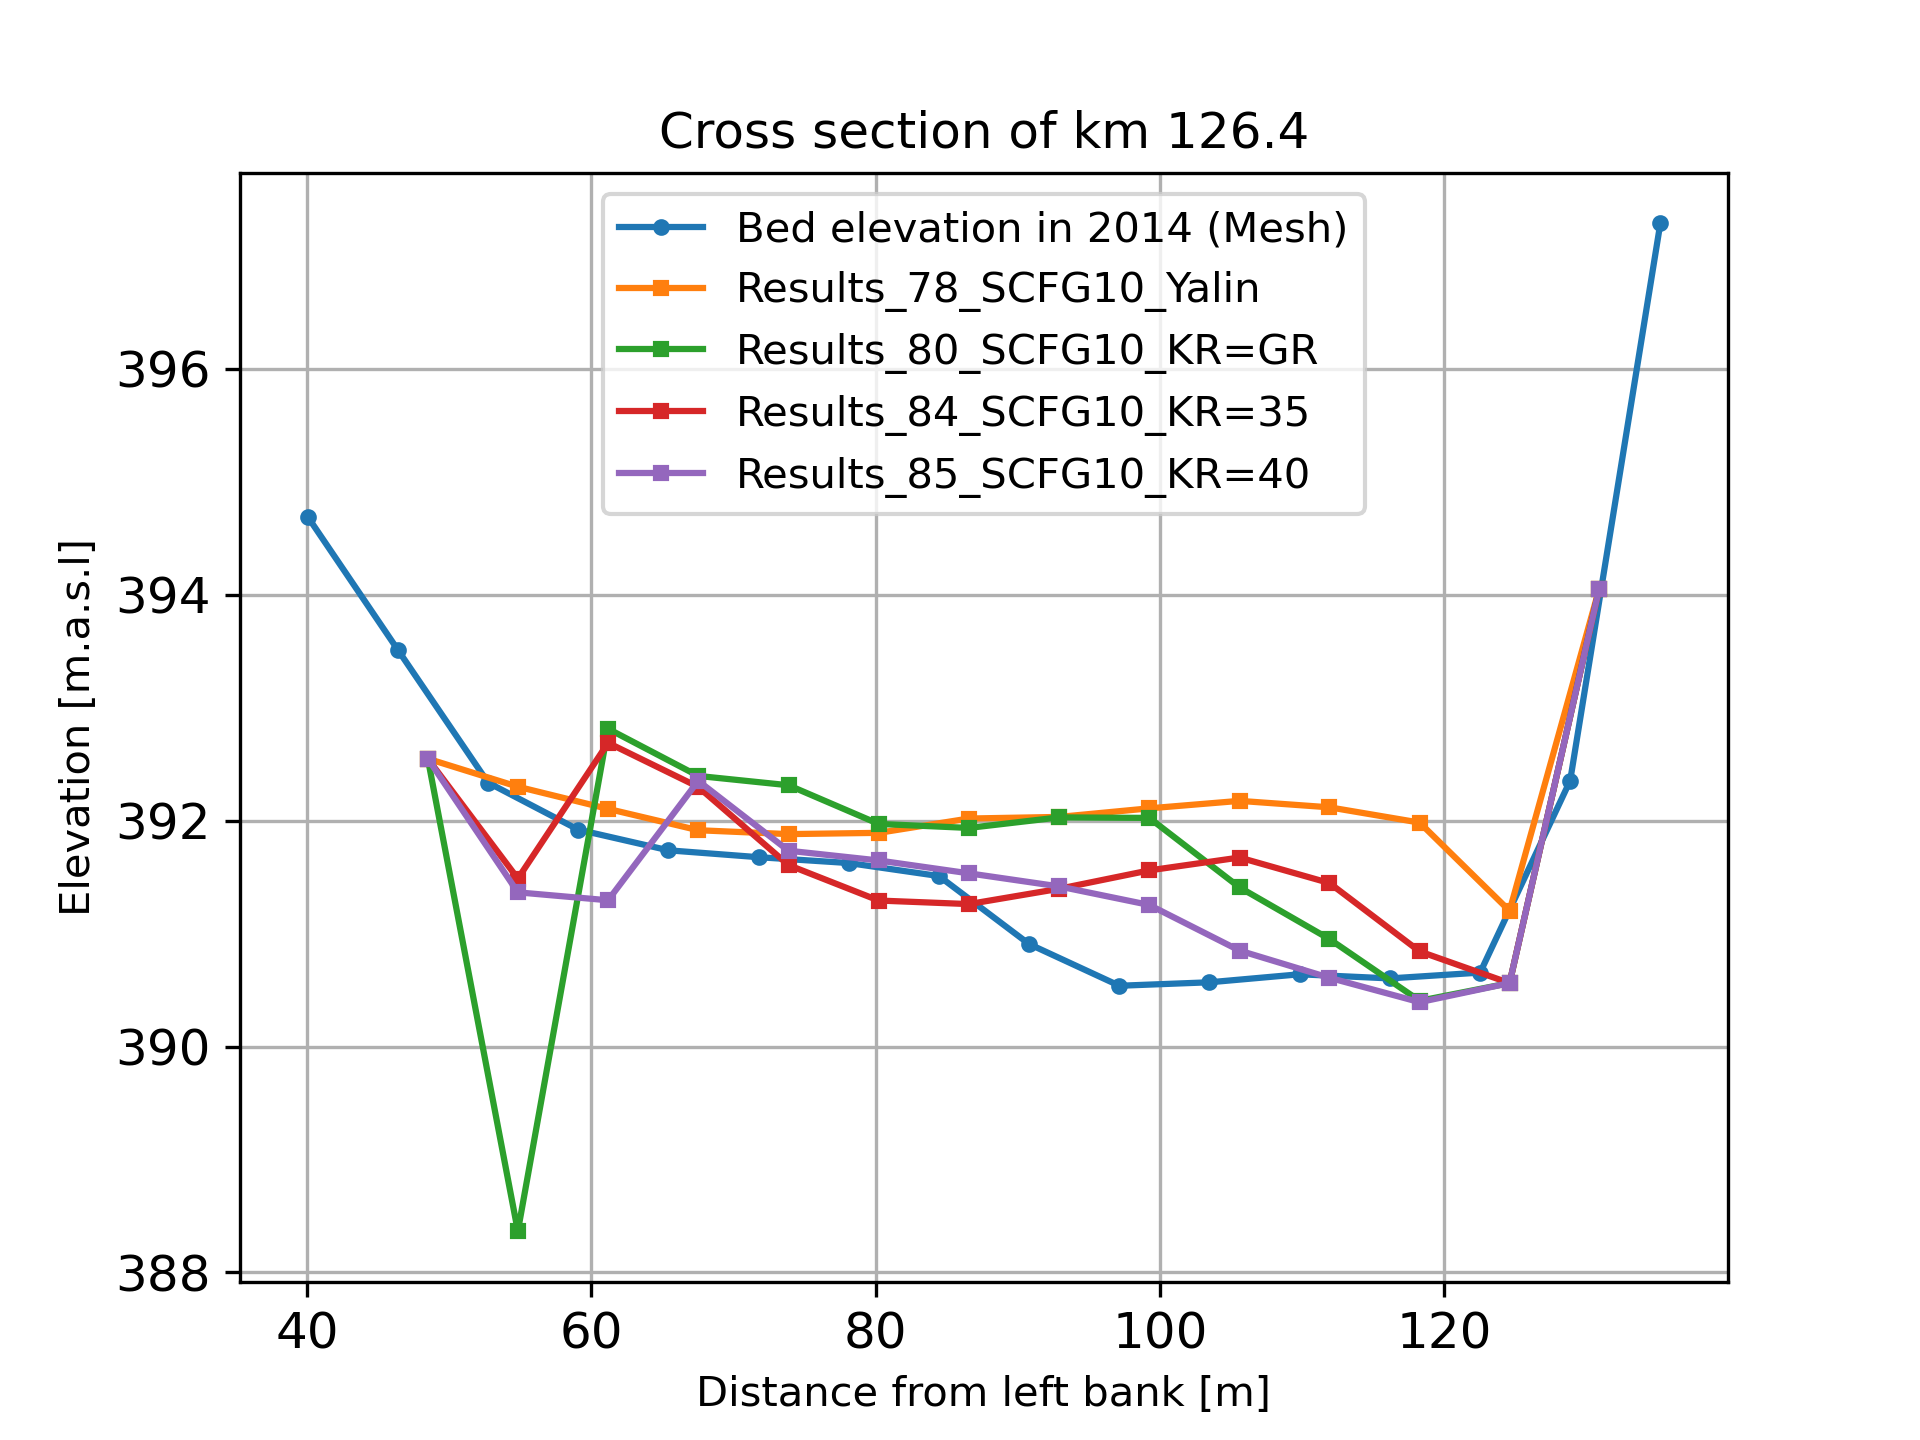 Cross section of km 126.4
Bed elevation in 2014 (Mesh)
Results_78_SCFG10_Yalin
Results_80_SCFG10_KR=GR
Results_84_SCFG10_KR=35
Results_85_SCFG10_KR=40
396
394
392
390
388
Elevation [m.a.s.l]
40 60 80 100 120
Distance from left bank [m]